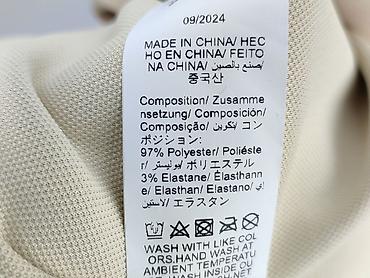 09/2024
MADE IN CHINA/ HEC
HO EN CHINA/ FEITO
NA CHINA/ صنع بالصين/
중국산
Composition/ Zusamme
nsetzung/ Composición/
Composição/ تكوين/ コン
ポジション:
97% Polyester/ Poliéste
r/ بوليستر/ ポリエステル
3% Elastane/ Élasthann
e/ Elasthan/ Elastano/ إي
لاستين/ エラスタン
WASH WITH LIKE COL
ORS.HAND WASH AT
AMBIENT TEMPERAT